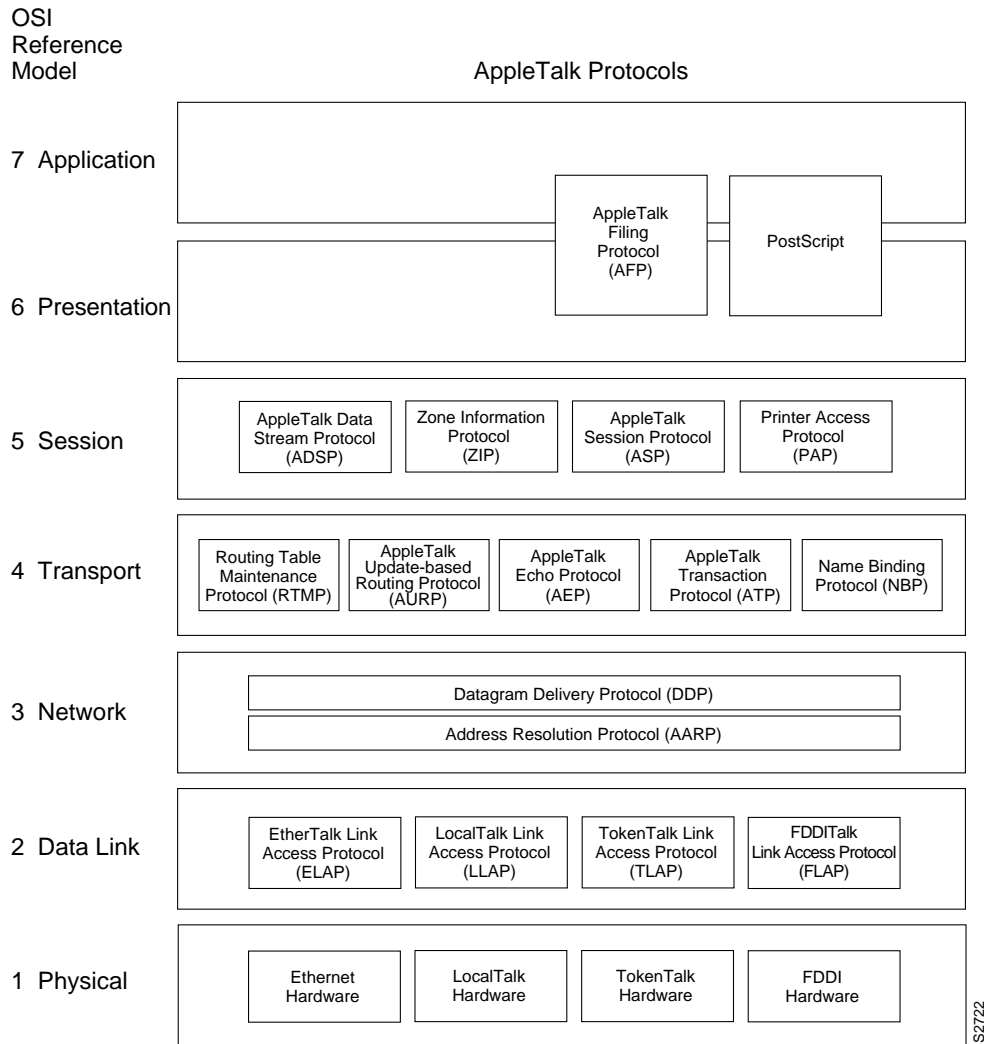 OSI
Reference
Model
AppleTalk Protocols
7 Application
AppleTalk
Filing
Protocol
(AFP)
PostScript
6 Presentation
5 Session
AppleTalk Data
Stream Protocol
(ADSP)
Zone Information
Protocol
(ZIP)
AppleTalk
Session Protocol
(ASP)
Printer Access
Protocol
(PAP)
4 Transport
Routing Table
Maintenance
Protocol (RTMP)
AppleTalk
Update-based
Routing Protocol
(AURP)
AppleTalk
Echo Protocol
(AEP)
AppleTalk
Transaction
Protocol (ATP)
Name Binding
Protocol (NBP)
3 Network
Datagram Delivery Protocol (DDP)
Address Resolution Protocol (AARP)
2 Data Link
EtherTalk Link
Access Protocol
(ELAP)
LocalTalk Link
Access Protocol
(LLAP)
TokenTalk Link
Access Protocol
(TLAP)
FDDITalk
Link Access Protocol
(FLAP)
1 Physical
Ethernet
Hardware
LocalTalk
Hardware
TokenTalk
Hardware
FDDI
Hardware
S2722